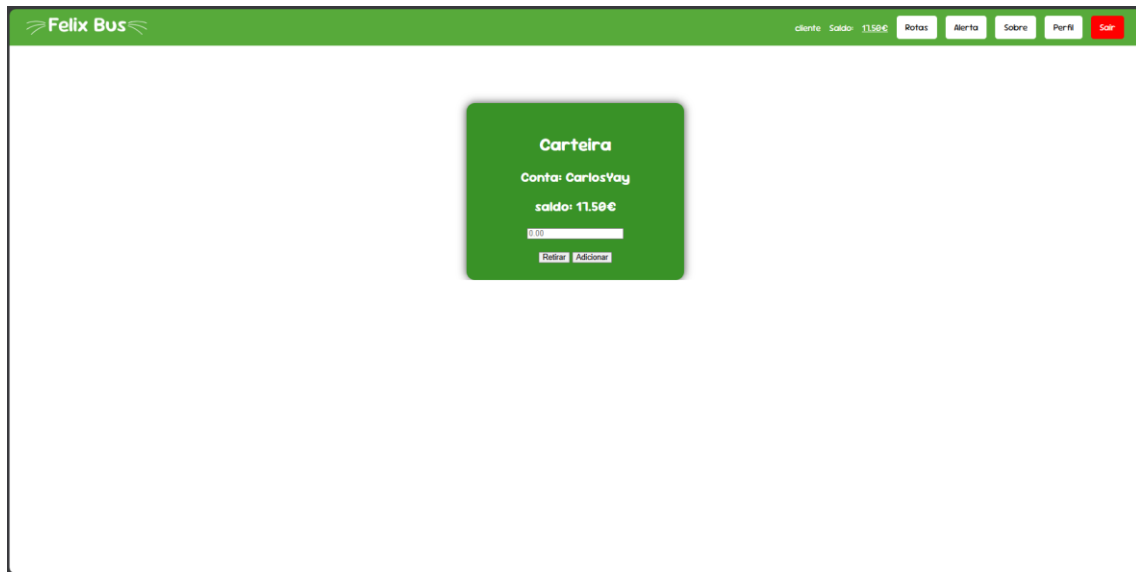 Felix Bus
cliente Saldo: 17.50€ Rotas Alerta Sobre Perfil Sair
Carteira
Conta: CarlosYay
saldo: 17.50€
0.00
Retirar Adicionar